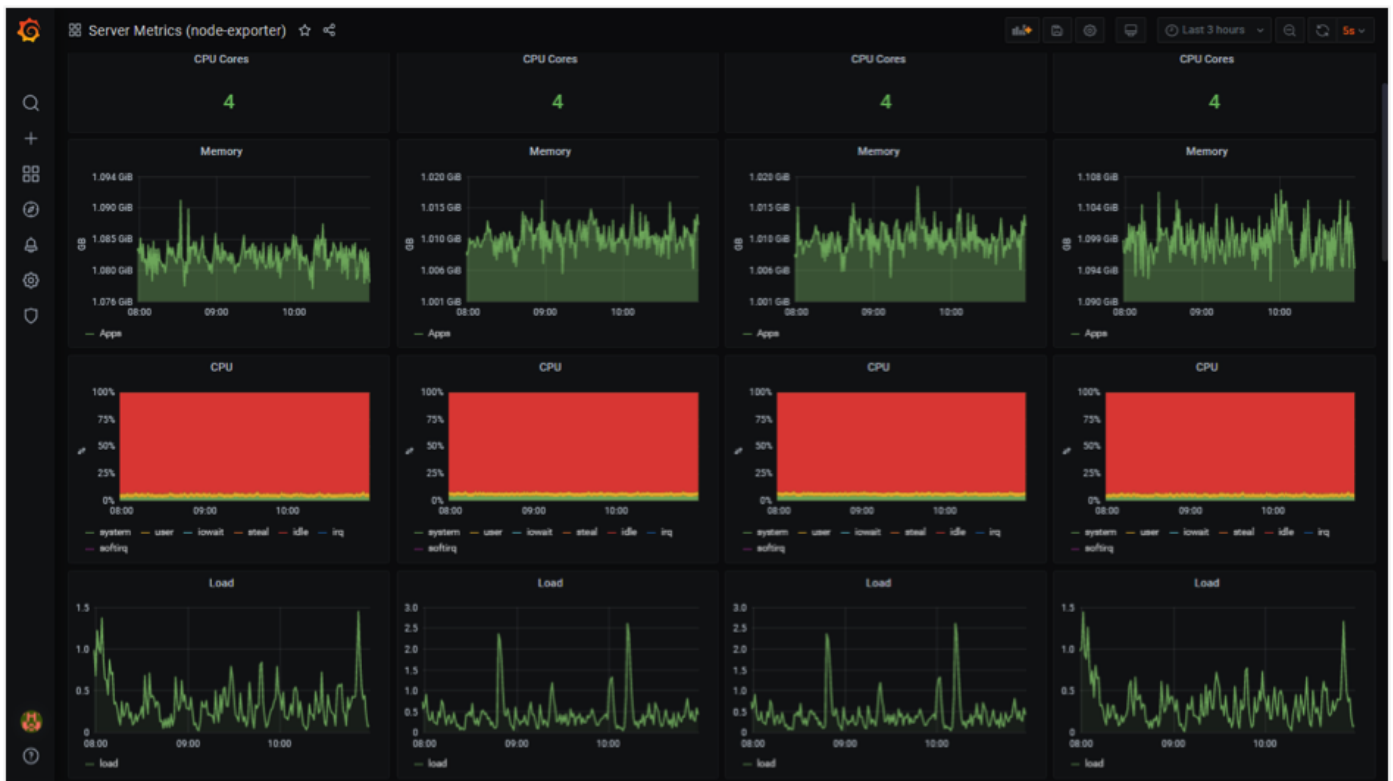 Server Metrics (node-exporter)
Last 3 hours
5s
CPU Cores CPU Cores CPU Cores CPU Cores
4 4 4 4
Memory
1.094 GiB
1.090 GiB
1.085 GiB
1.080 GiB
1.076 GiB
GB
08:00 09:00 10:00
Apps
Memory
1.020 GiB
1.015 GiB
1.010 GiB
1.006 GiB
1.001 GiB
GB
08:00 09:00 10:00
Apps
Memory
1.020 GiB
1.015 GiB
1.010 GiB
1.006 GiB
1.001 GiB
GB
08:00 09:00 10:00
Apps
Memory
1.108 GiB
1.104 GiB
1.099 GiB
1.094 GiB
1.090 GiB
GB
08:00 09:00 10:00
Apps
CPU
100%
75%
50%
25%
0%
%
08:00 09:00 10:00
system user iowait steal idle irq
softirq
CPU
100%
75%
50%
25%
0%
%
08:00 09:00 10:00
system user iowait steal idle irq
softirq
CPU
100%
75%
50%
25%
0%
%
08:00 09:00 10:00
system user iowait steal idle irq
softirq
CPU
100%
75%
50%
25%
0%
%
08:00 09:00 10:00
system user iowait steal idle irq
softirq
Load
1.5
1.0
0.5
0
08:00 09:00 10:00
load
Load
3.0
2.5
2.0
1.5
1.0
0.5
0
08:00 09:00 10:00
load
Load
3.0
2.5
2.0
1.5
1.0
0.5
0
08:00 09:00 10:00
load
Load
1.5
1.0
0.5
0
08:00 09:00 10:00
load